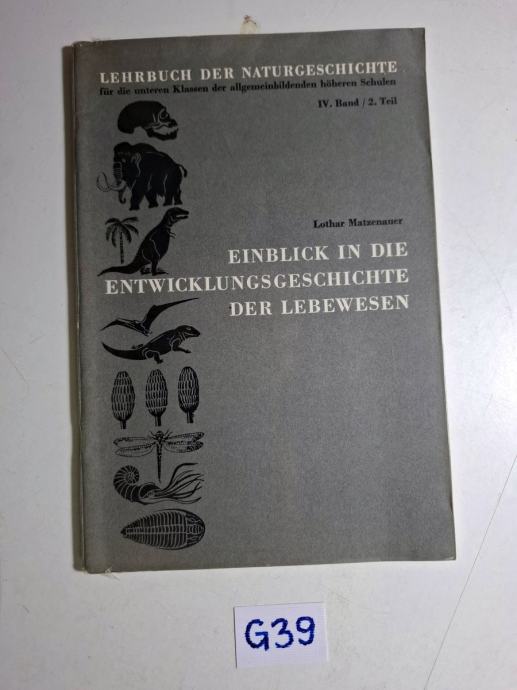 LEHRBUCH DER NATURGESCHICHTE
für die unteren Klassen der allgemeinbildenden höheren Schulen
IV. Band / 2. Teil
Lothar Matzenauer
EINBLICK IN DIE
ENTWICKLUNGSGESCHICHTE
DER LEBEWESEN
G39